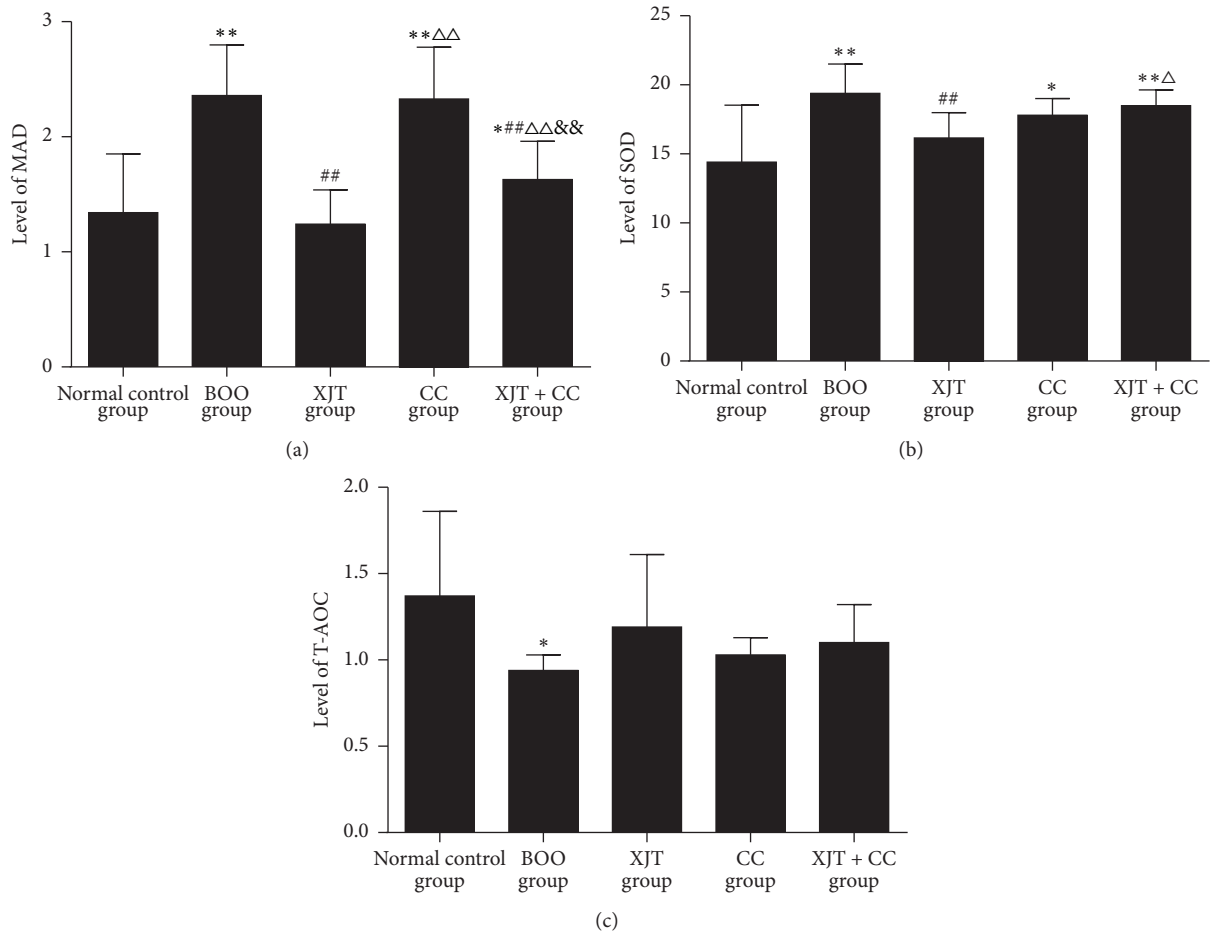 Level of MAD
3
2
1
0
**
##
**△△
*##△△&&
Normal control group
BOO group
XJT group
CC group
XJT + CC group
(a)
Level of SOD
25
20
15
10
5
0
**
##
*
**△
Normal control group
BOO group
XJT group
CC group
XJT + CC group
(b)
Level of T-AOC
2.0
1.5
1.0
0.5
0.0
*
Normal control group
BOO group
XJT group
CC group
XJT + CC group
(c)